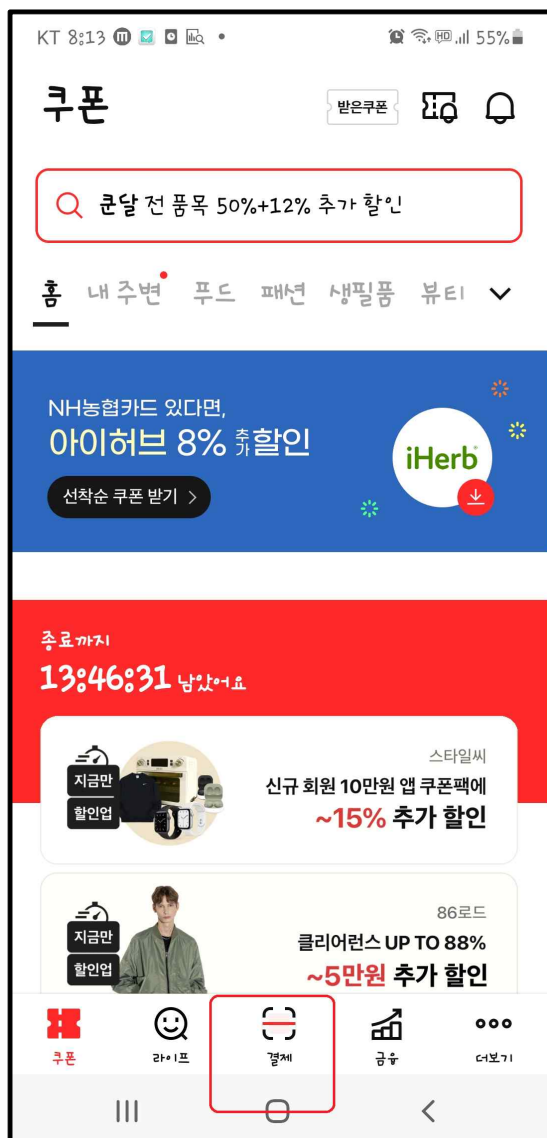 KT 8:13
55%
쿠폰
받은쿠폰
쿤달 전 품목 50%+12% 추가 할인
홈 내 주변 푸드 패션 생필품 뷰티
NH농협카드 있다면,
아이허브 8% 추가 할인
iHerb
선착순 쿠폰 받기 >
종료까지
13:46:31 남았어요
지금만
할인업
스타일씨
신규 회원 10만원 앱 쿠폰팩에
~15% 추가 할인
지금만
할인업
86로드
클리어런스 UP TO 88%
~5만원 추가 할인
쿠폰 라이프 결제 금융 더보기